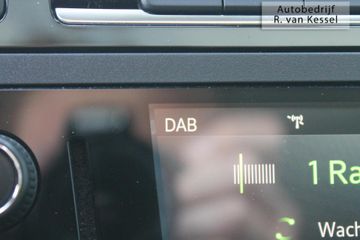 Autobedrijf
R. van Kessel
DAB
1 Ra
Wach